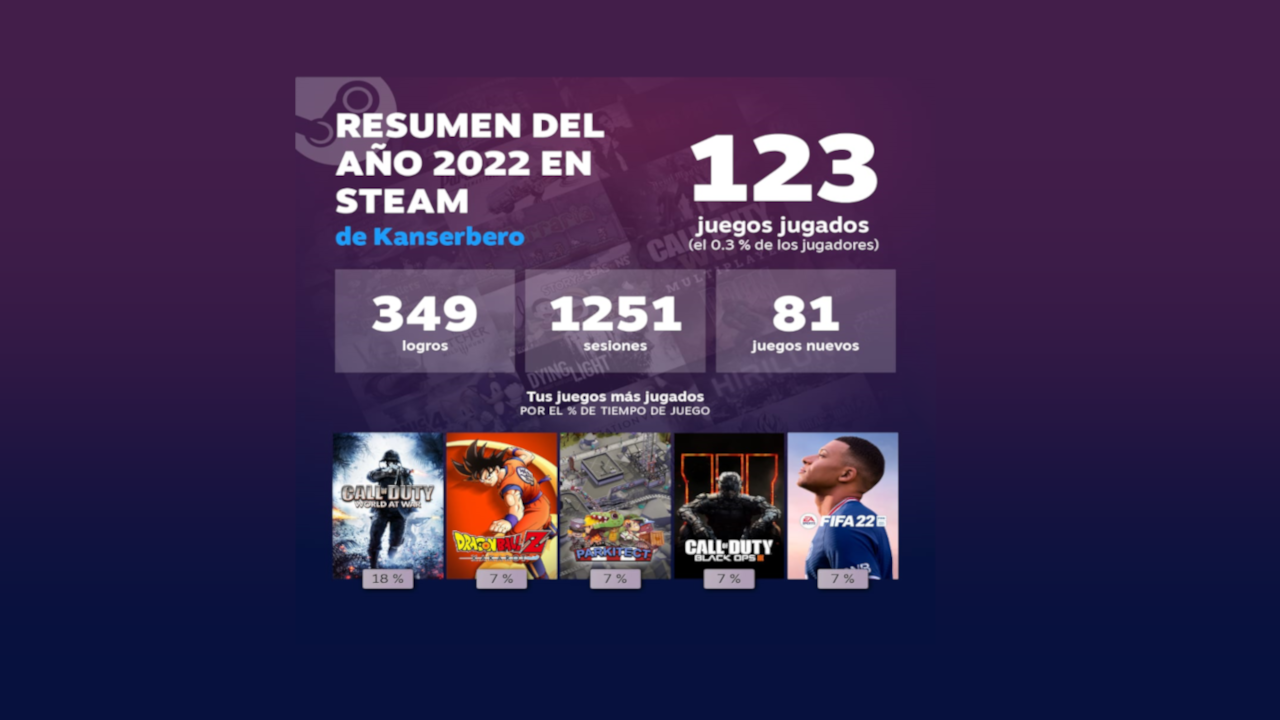 RESUMEN DEL
AÑO 2022 EN
STEAM
de Kanserbero
123
juegos jugados
(el 0.3 % de los jugadores)
349
logros
1251
sesiones
81
juegos nuevos
DYING LIGHT
Tus juegos más jugados
POR EL % DE TIEMPO DE JUEGO
CALL OF DUTY
WORLD AT WAR
DRAGON BALL Z
PARKITECT
CALL OF DUTY
BLACK OPS III
FIFA 22
18 %
7 %
7 %
7 %
7 %